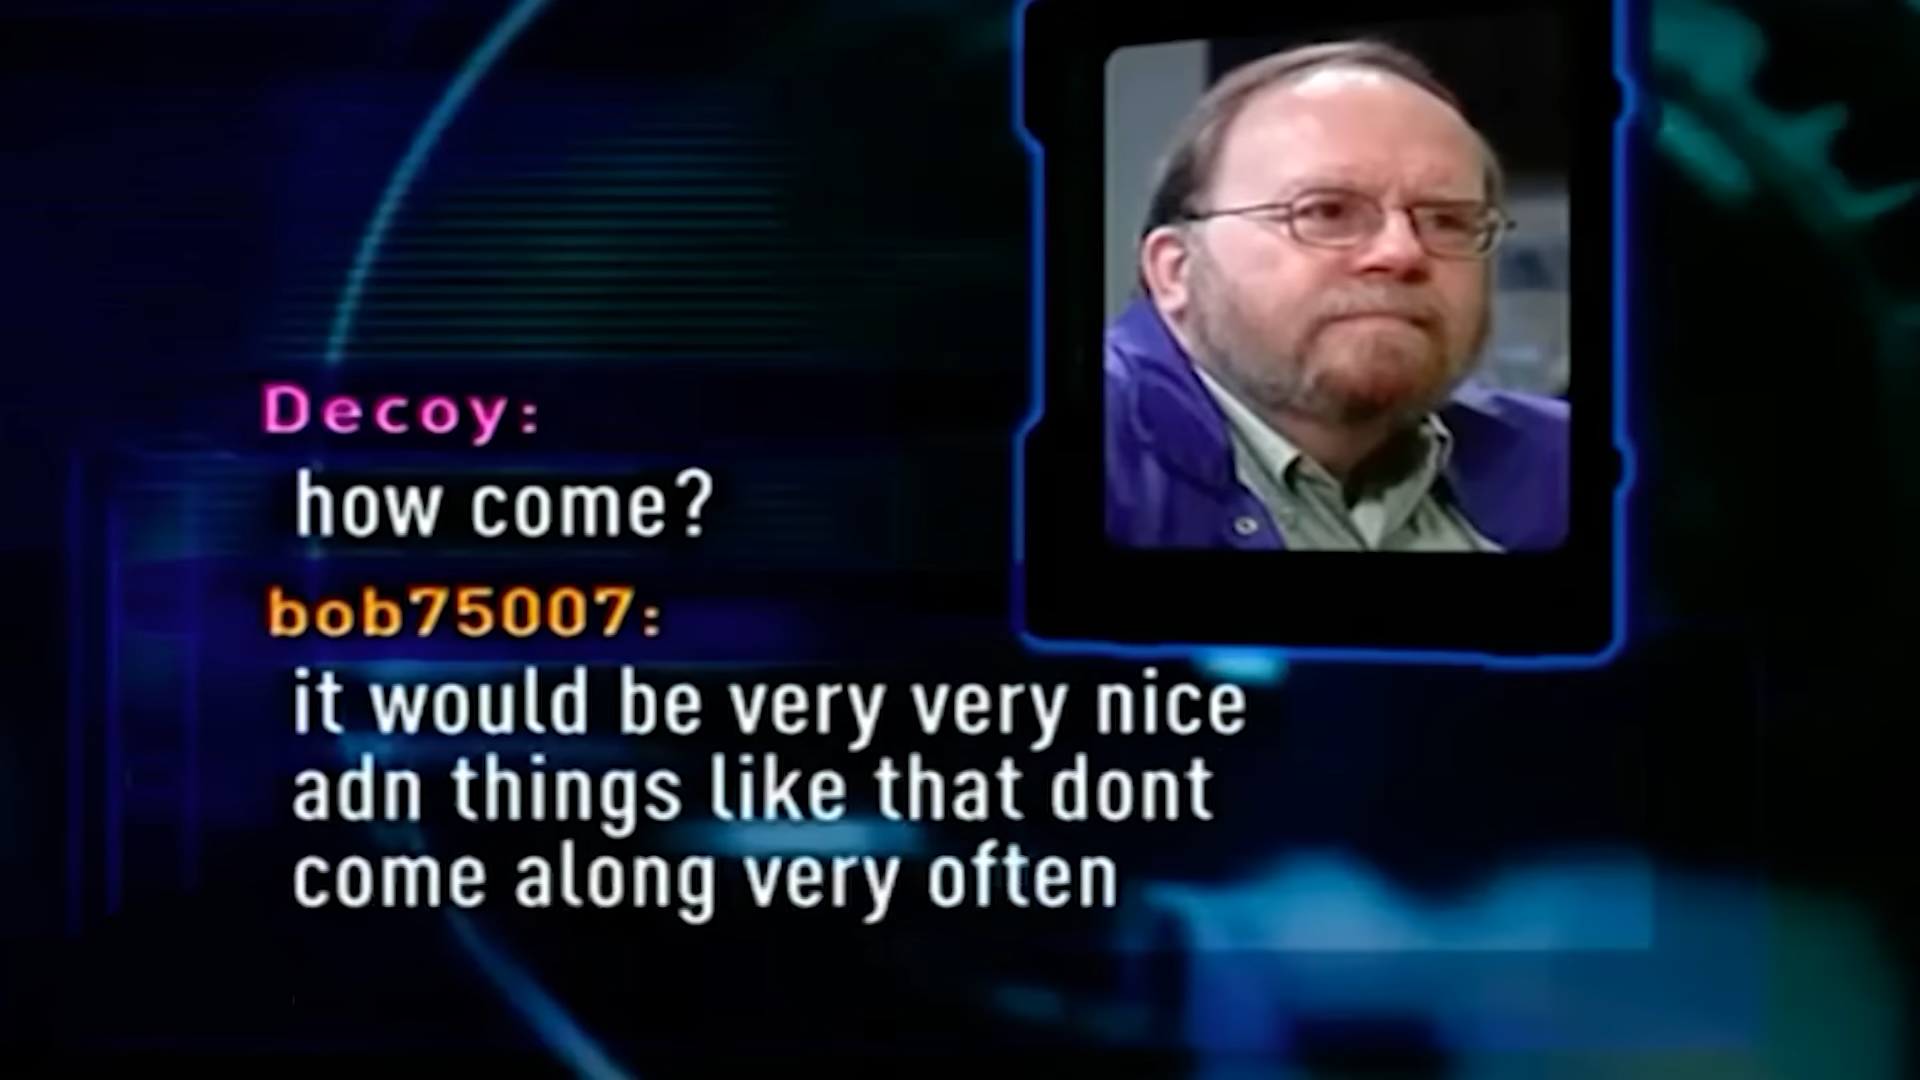 Decoy:
how come?
bob75007:
it would be very very nice
adn things like that dont
come along very often